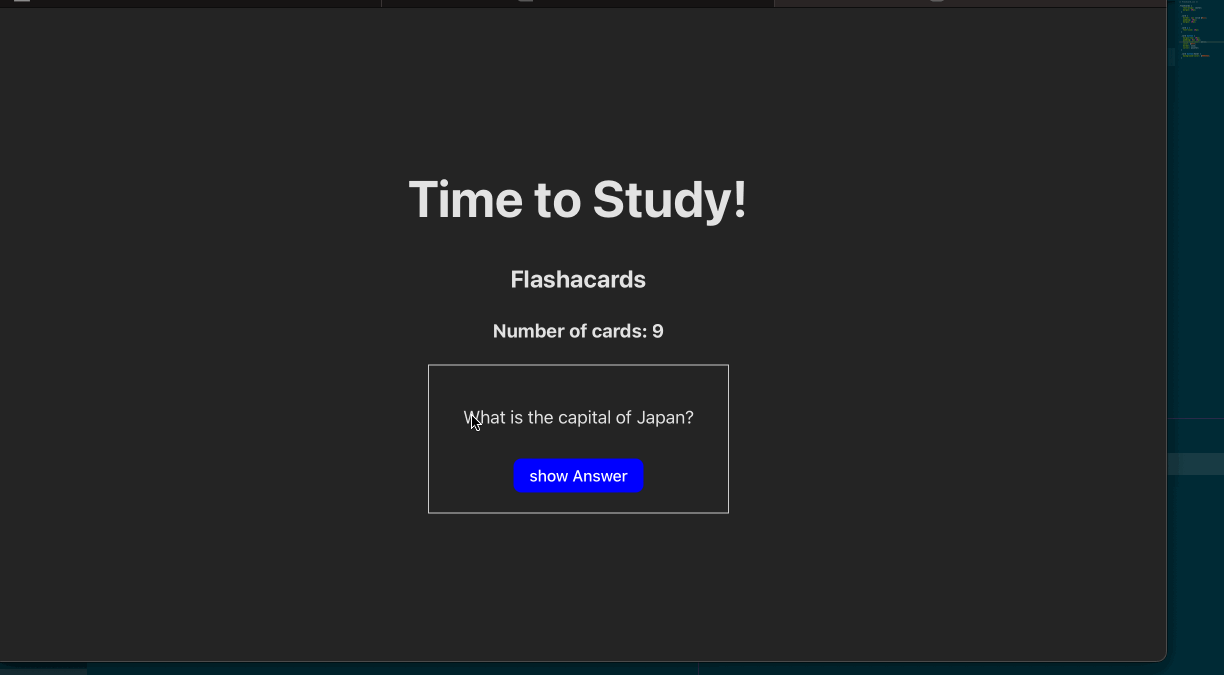 Time to Study!
Flashacards
Number of cards: 9
What is the capital of Japan?
show Answer